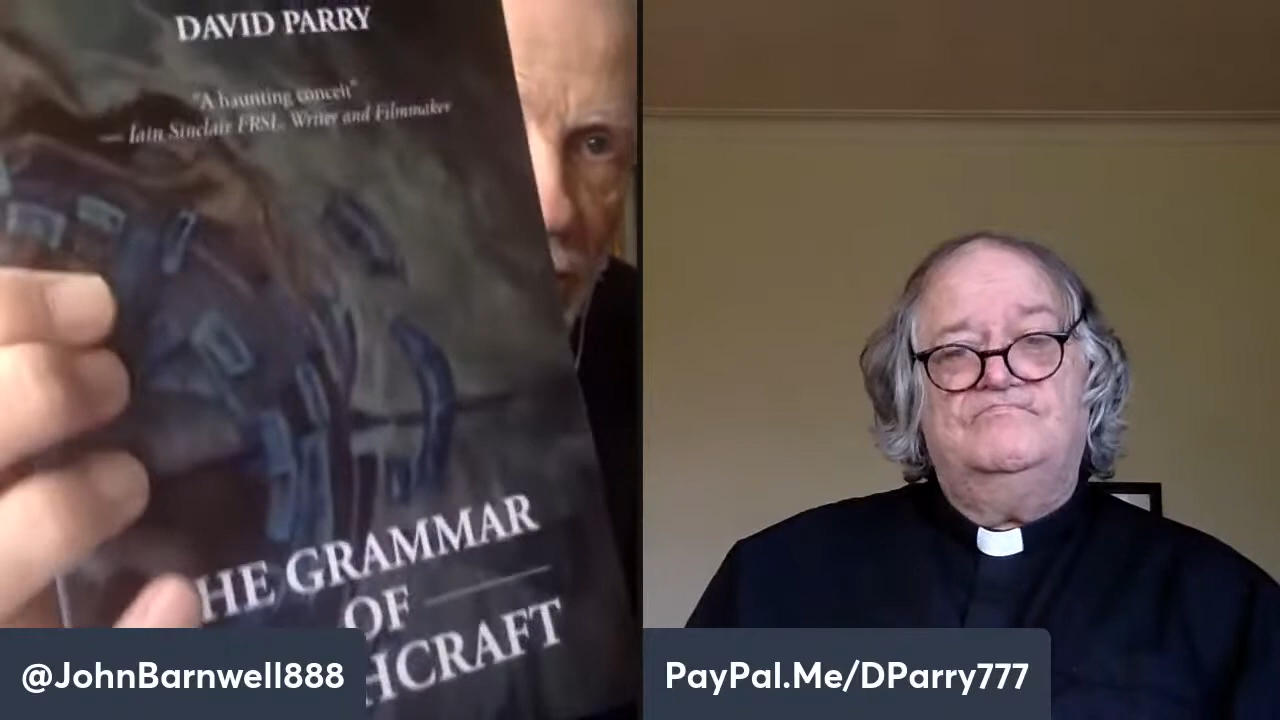 DAVID PARRY
"A haunting conceit"
— Iain Sinclair FRSL, Writer and Filmmaker
HE GRAMMAR
OF
HCRAFT
@JohnBarnwell888
PayPal.Me/DParry777